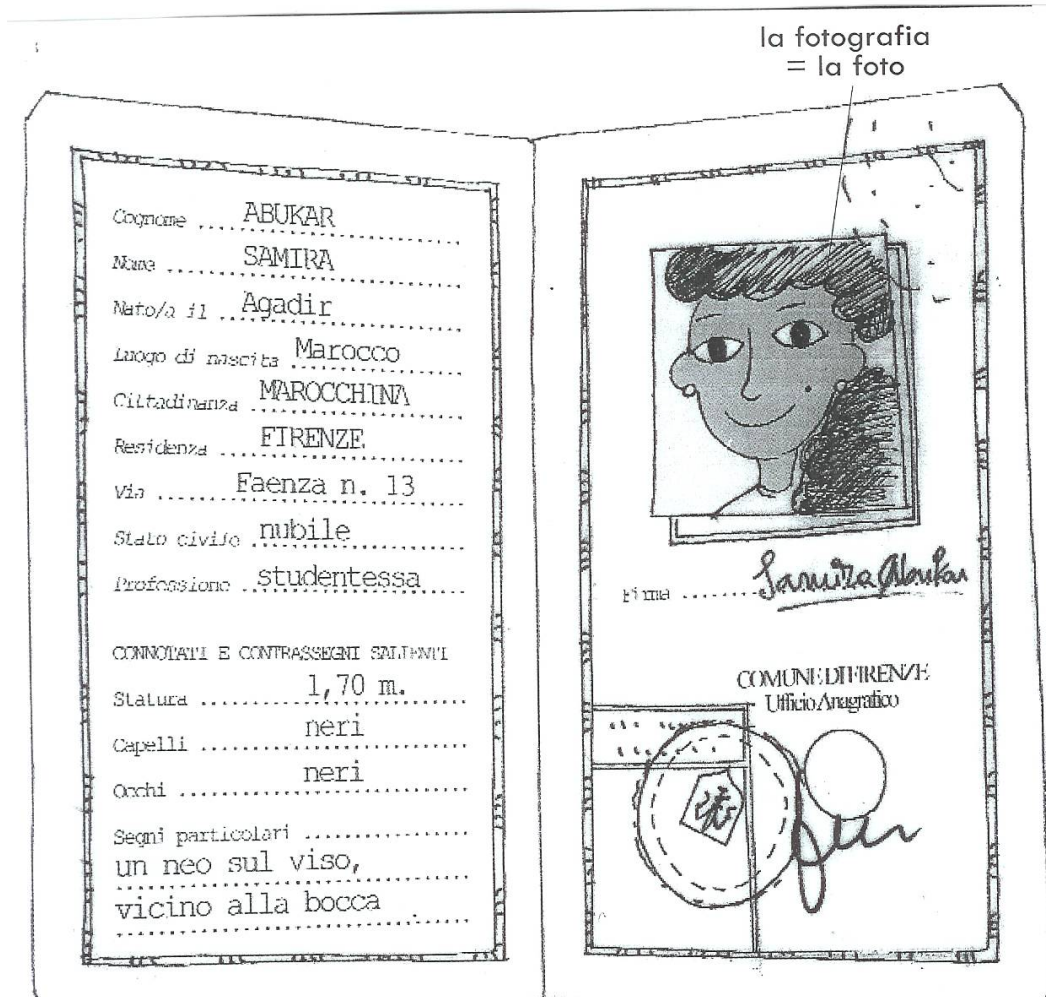 la fotografia
= la foto
Cognome .... ABUKAR
Nome .... SAMIRA
Nato/a il .. Agadir
Luogo di nascita Marocco
Cittadinanza MAROCCHINA
Residenza .... FIRENZE
Via .... Faenza n. 13
Stato civile nubile
Professione .. studentessa
CONNOTATI E CONTRASSEGNI SALIENTI
Statura .... 1,70 m.
Capelli .... neri
Occhi .... neri
Segni particolari ....
un neo sul viso,
vicino alla bocca
Firma .... Samira Abukar
COMUNE DI FIRENZE
Ufficio Anagrafico